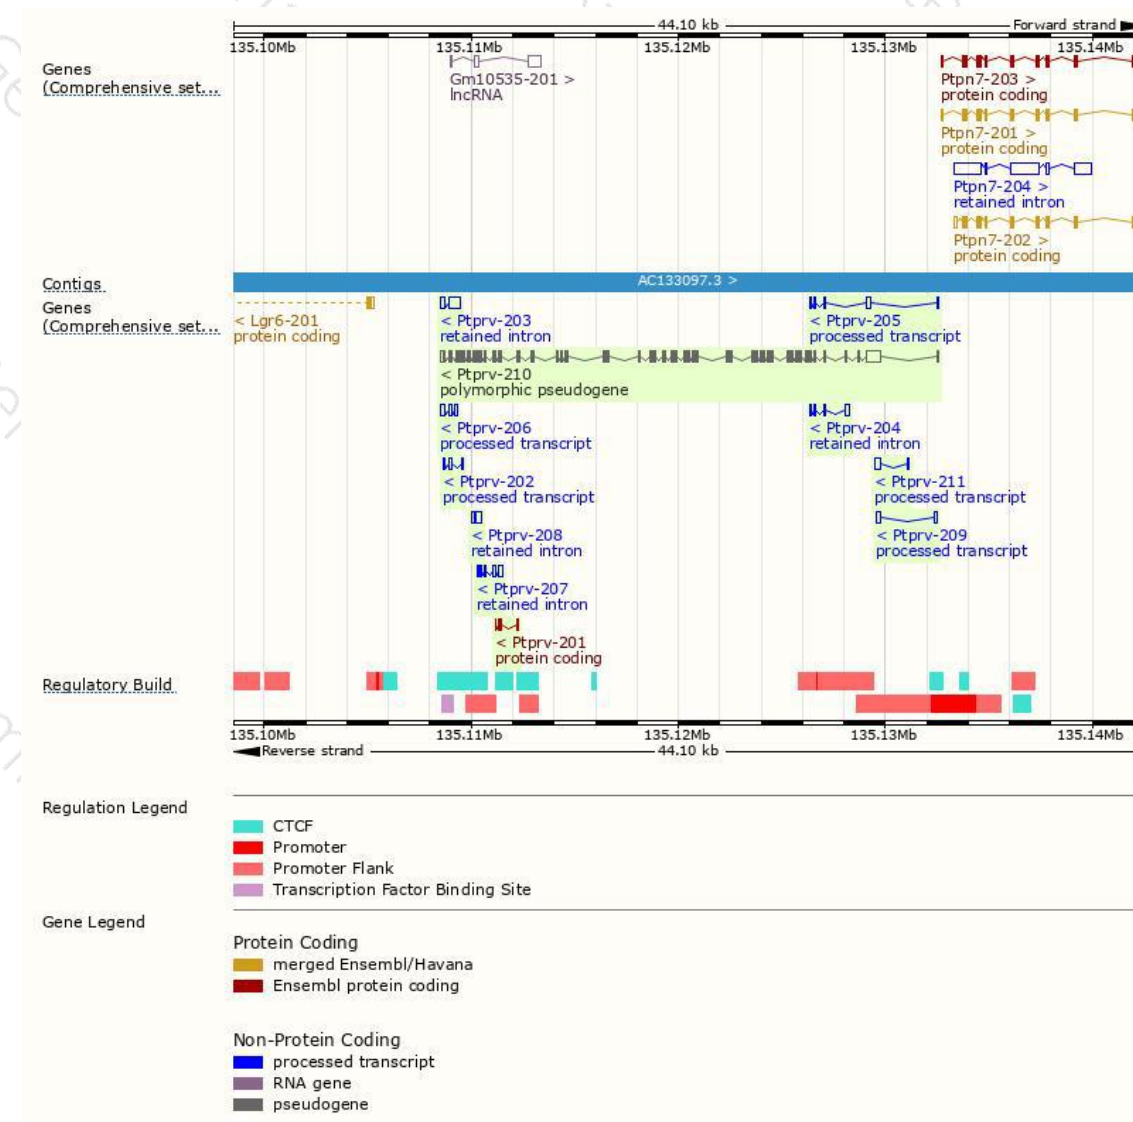 44.10 kb Forward strand
135.10Mb 135.11Mb 135.12Mb 135.13Mb 135.14Mb
Genes
(Comprehensive set...
Gm10535-201 >
lncRNA
Ptpn7-203 >
protein coding
Ptpn7-201 >
protein coding
Ptpn7-204 >
retained intron
Ptpn7-202 >
protein coding
Contigs AC133097.3 >
Genes
(Comprehensive set...
< Lgr6-201 < Ptprv-203 < Ptprv-205
protein coding retained intron processed transcript
< Ptprv-210
polymorphic pseudogene
< Ptprv-206 < Ptprv-204
processed transcript retained intron
< Ptprv-202 < Ptprv-211
processed transcript processed transcript
< Ptprv-208 < Ptprv-209
retained intron processed transcript
< Ptprv-207
retained intron
< Ptprv-201
protein coding
Regulatory Build
135.10Mb 135.11Mb 135.12Mb 135.13Mb 135.14Mb
Reverse strand 44.10 kb
Regulation Legend
CTCF
Promoter
Promoter Flank
Transcription Factor Binding Site
Gene Legend
Protein Coding
merged Ensembl/Havana
Ensembl protein coding
Non-Protein Coding
processed transcript
RNA gene
pseudogene